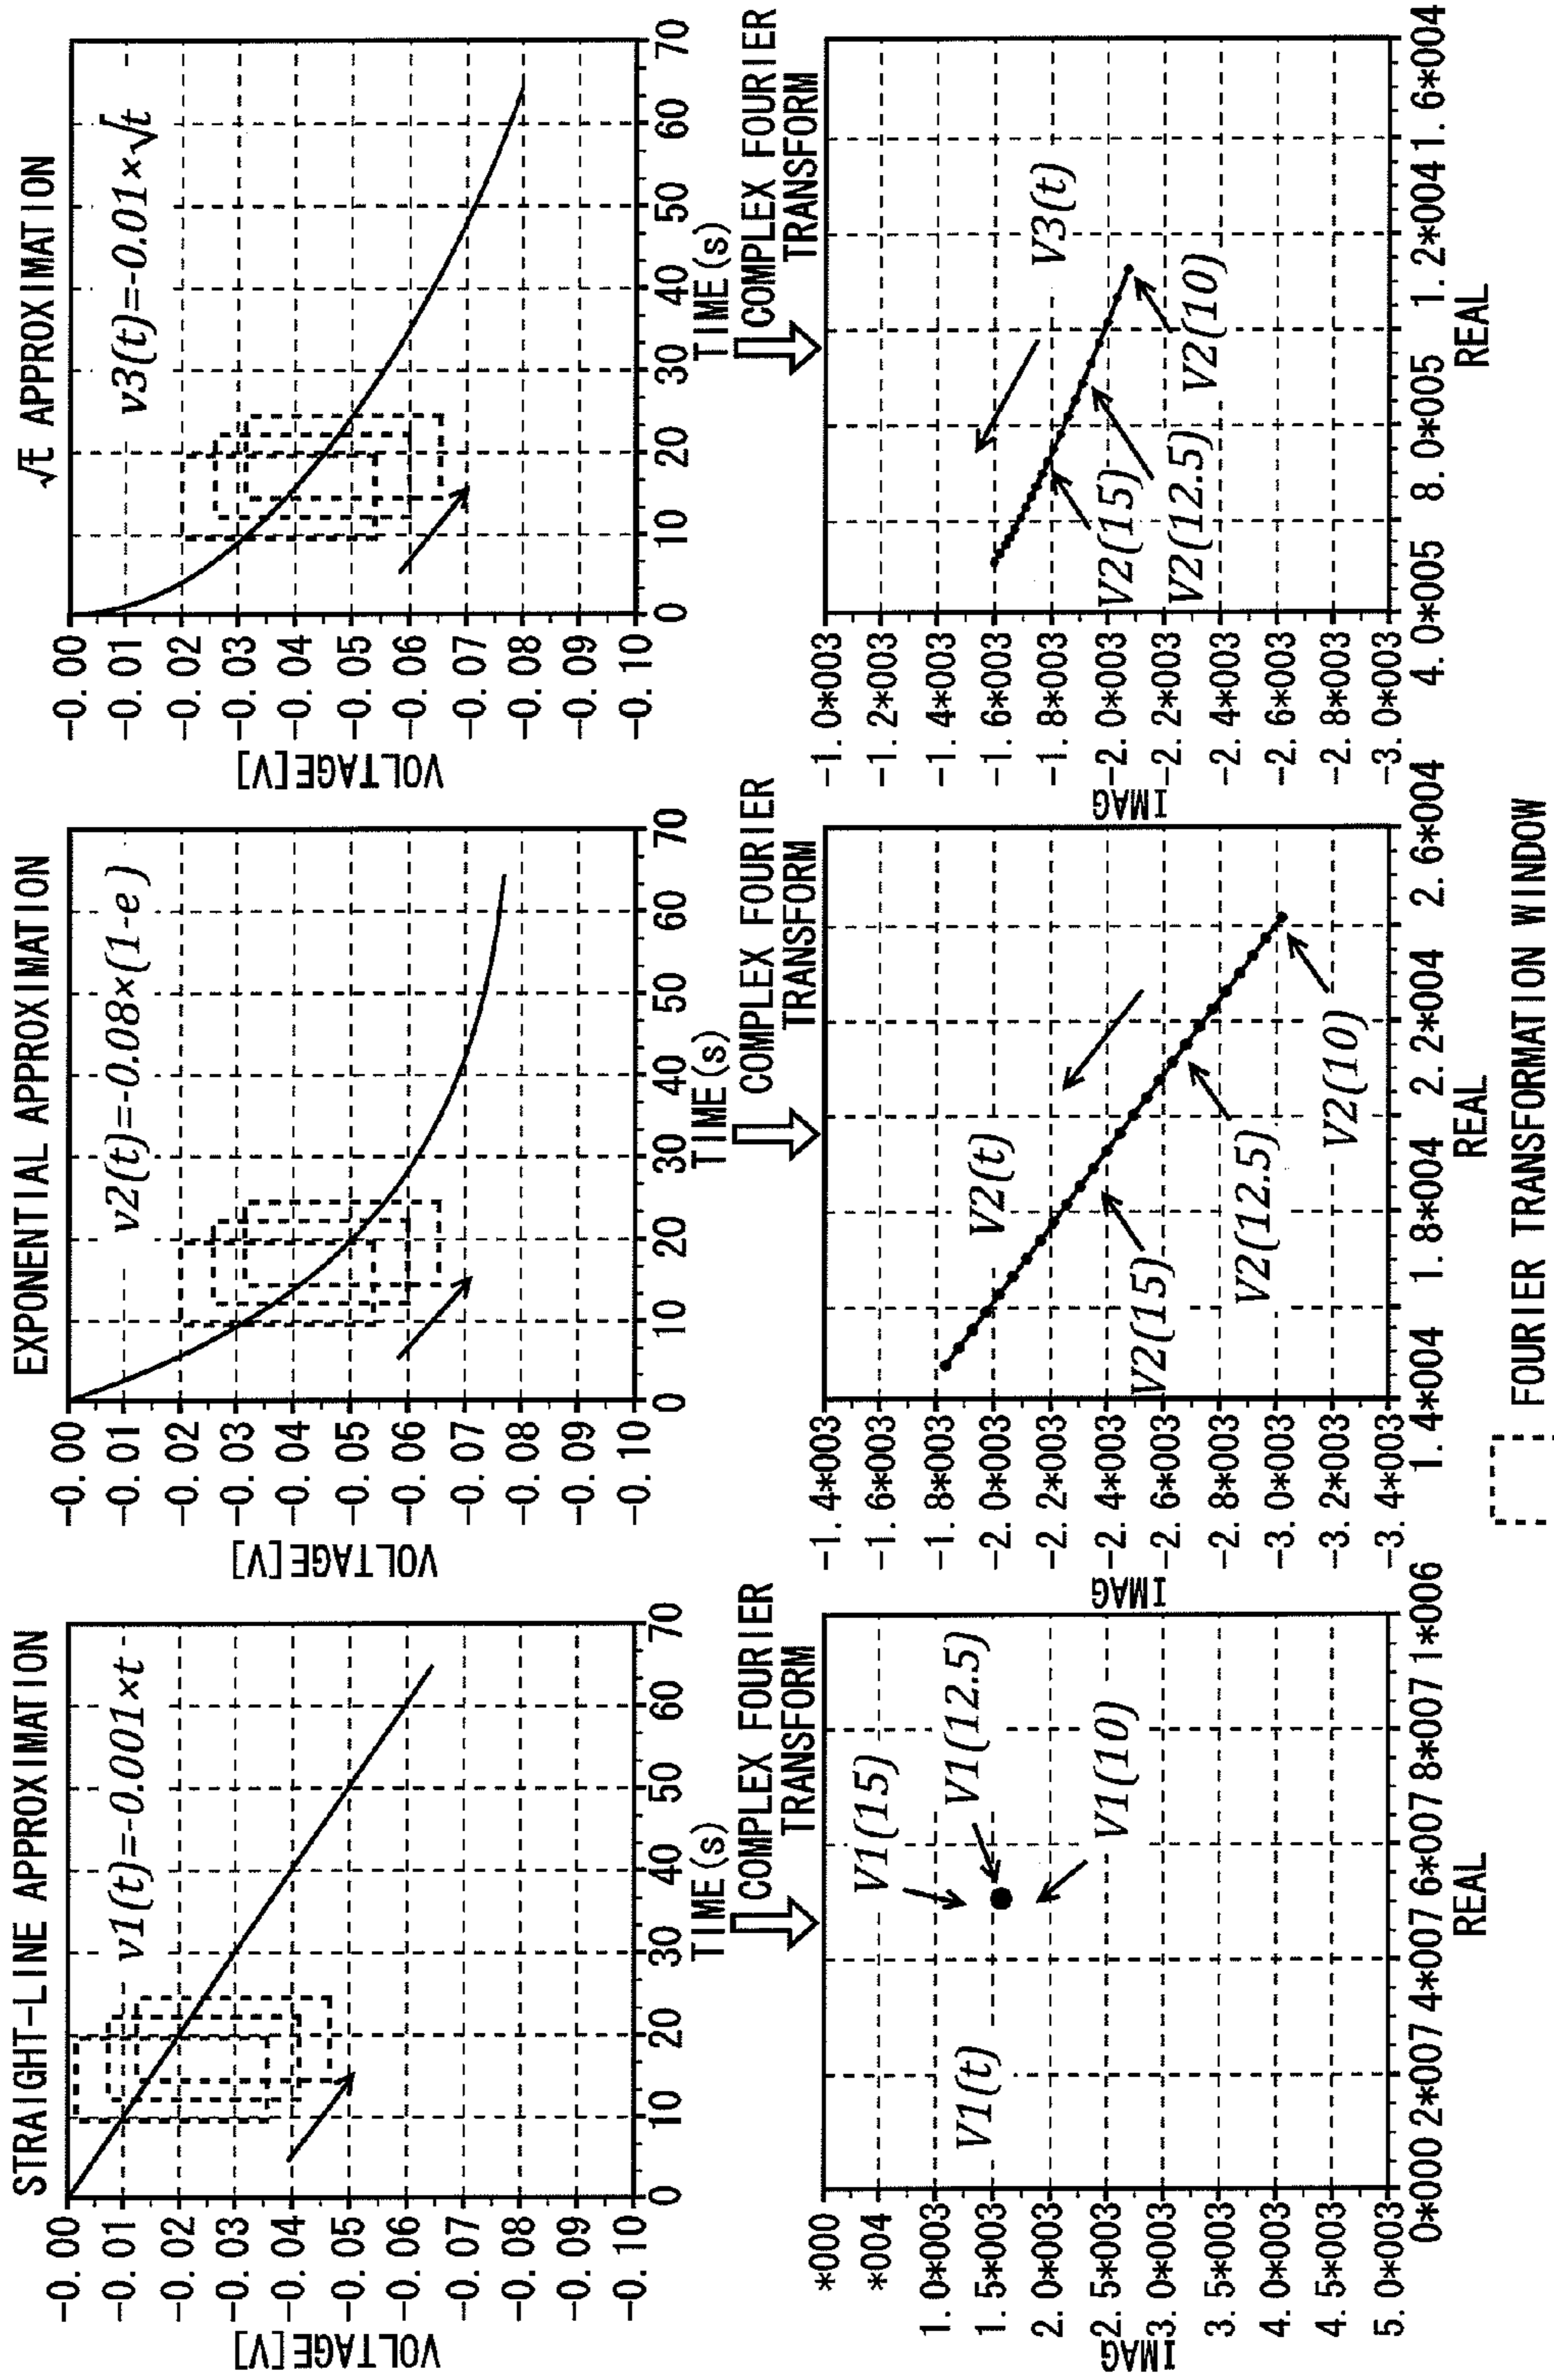 STRAIGHT-LINE APPROXIMATION
v1(t)=-0.001×t
-0.00
-0.01
-0.02
-0.03
-0.04
-0.05
-0.06
-0.07
-0.08
-0.09
-0.10
VOLTAGE[V]
0 10 20 30 40 50 60 70
TIME(s)
EXPONENTIAL APPROXIMATION
v2(t)=-0.08×(1-e )
-0.00
-0.01
-0.02
-0.03
-0.04
-0.05
-0.06
-0.07
-0.08
-0.09
-0.10
VOLTAGE[V]
0 10 20 30 40 50 60 70
TIME(s)
√t APPROXIMATION
v3(t)=-0.01×√t
-0.00
-0.01
-0.02
-0.03
-0.04
-0.05
-0.06
-0.07
-0.08
-0.09
-0.10
VOLTAGE[V]
0 10 20 30 40 50 60 70
TIME(s)
COMPLEX FOURIER
TRANSFORM
COMPLEX FOURIER
TRANSFORM
COMPLEX FOURIER
TRANSFORM
*000
*004
1.0*003
1.5*003
2.0*003
2.5*003
3.0*003
3.5*003
4.0*003
4.5*003
5.0*003
IMAG
V1(15)
V1(12.5)
V1(t)
V1(10)
0*000 2*007 4*007 6*007 8*007 1*006
REAL
-1.4*003
-1.6*003
-1.8*003
-2.0*003
-2.2*003
-2.4*003
-2.6*003
-2.8*003
-3.0*003
-3.2*003
-3.4*003
IMAG
V2(t)
V2(15)
V2(12.5)
V2(10)
1.4*004 1.8*004 2.2*004 2.6*004
REAL
-1.0*003
-1.2*003
-1.4*003
-1.6*003
-1.8*003
-2.0*003
-2.2*003
-2.4*003
-2.6*003
-2.8*003
-3.0*003
IMAG
V3(t)
V2(15)
V2(12.5)
V2(10)
4.0*005 8.0*005 1.2*004 1.6*004
REAL
FOURIER TRANSFORMATION WINDOW